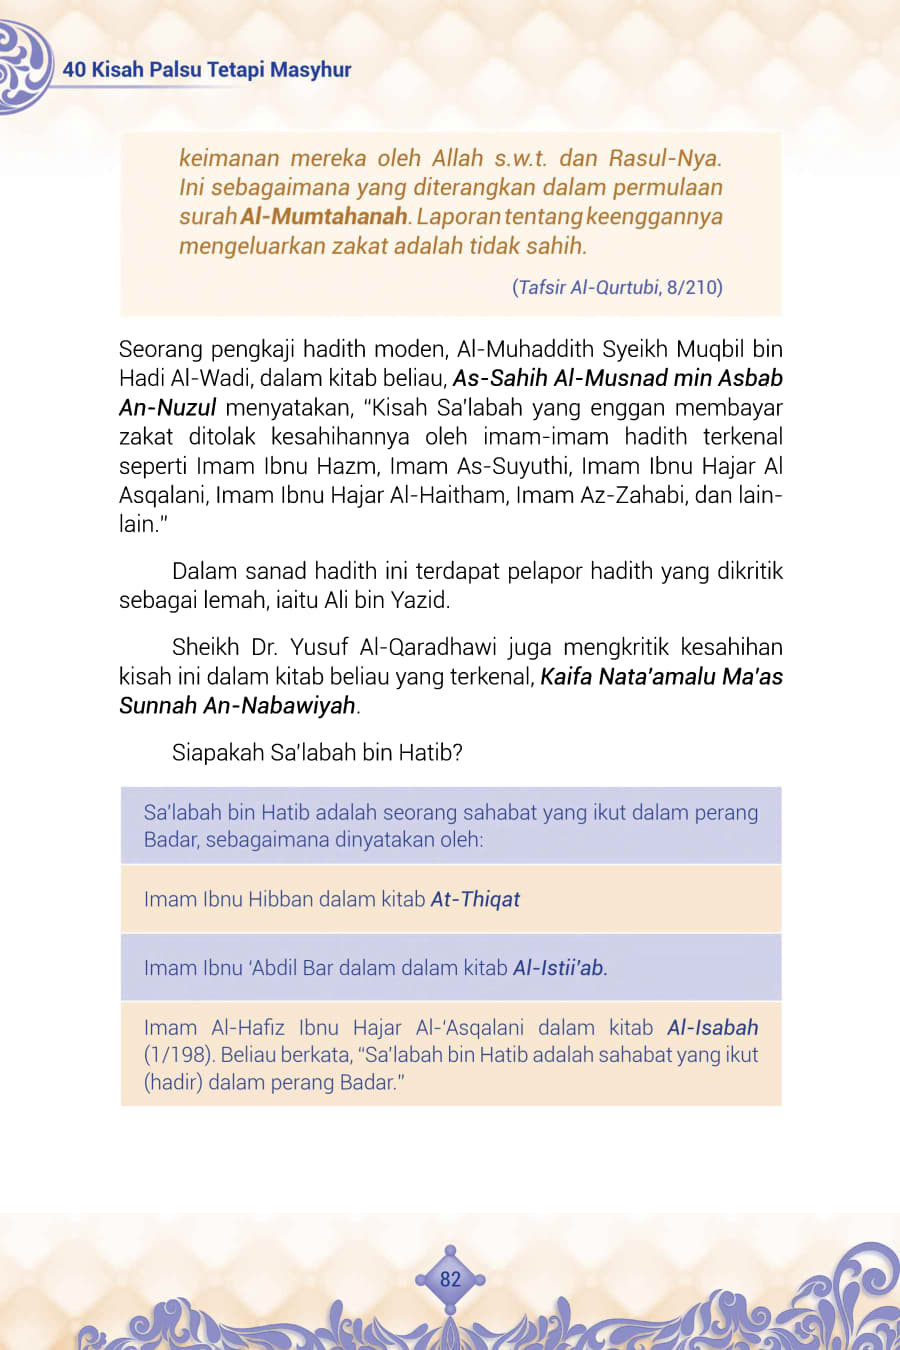 40 Kisah Palsu Tetapi Masyhur
keimanan mereka oleh Allah s.w.t. dan Rasul-Nya.
Ini sebagaimana yang diterangkan dalam permulaan
surah Al-Mumtahanah. Laporan tentang keenggannya
mengeluarkan zakat adalah tidak sahih.
(Tafsir Al-Qurtubi, 8/210)
Seorang pengkaji hadith moden, Al-Muhaddith Syeikh Muqbil bin
Hadi Al-Wadi, dalam kitab beliau, As-Sahih Al-Musnad min Asbab
An-Nuzul menyatakan, “Kisah Sa’labah yang enggan membayar
zakat ditolak kesahihannya oleh imam-imam hadith terkenal
seperti Imam Ibnu Hazm, Imam As-Suyuthi, Imam Ibnu Hajar Al
Asqalani, Imam Ibnu Hajar Al-Haitham, Imam Az-Zahabi, dan lain-
lain.”
Dalam sanad hadith ini terdapat pelapor hadith yang dikritik
sebagai lemah, iaitu Ali bin Yazid.
Sheikh Dr. Yusuf Al-Qaradhawi juga mengkritik kesahihan
kisah ini dalam kitab beliau yang terkenal, Kaifa Nata’amalu Ma’as
Sunnah An-Nabawiyah.
Siapakah Sa’labah bin Hatib?
Sa’labah bin Hatib adalah seorang sahabat yang ikut dalam perang
Badar, sebagaimana dinyatakan oleh:
Imam Ibnu Hibban dalam kitab At-Thiqat
Imam Ibnu ‘Abdil Bar dalam dalam kitab Al-Istii’ab.
Imam Al-Hafiz Ibnu Hajar Al-‘Asqalani dalam kitab Al-Isabah
(1/198). Beliau berkata, “Sa’labah bin Hatib adalah sahabat yang ikut
(hadir) dalam perang Badar.”
82